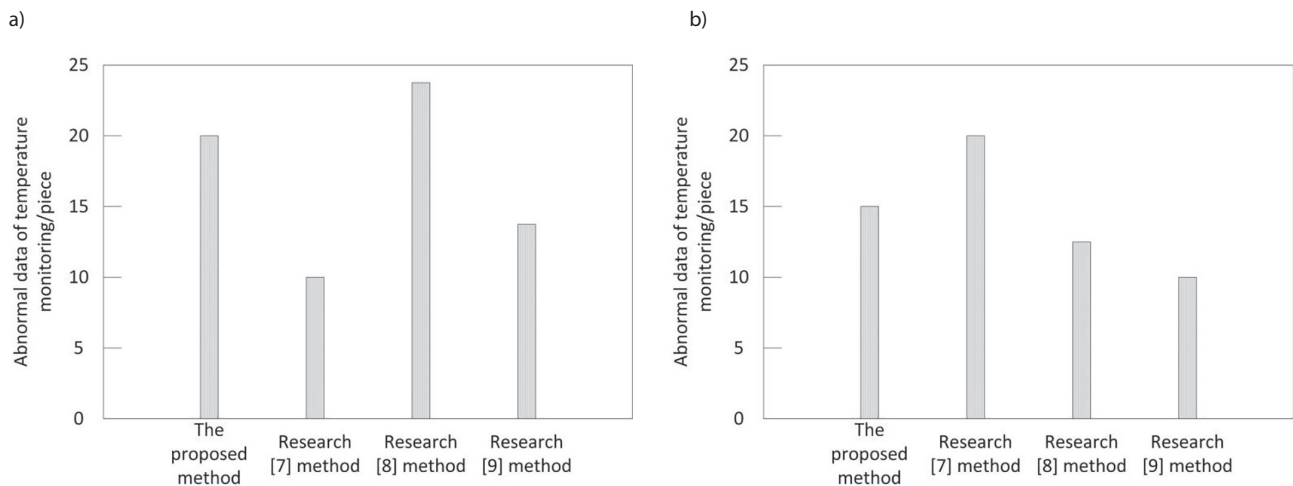 a)
Abnormal data of temperature
monitoring/piece
25
20
15
10
5
0
The
proposed
method
Research
[7] method
Research
[8] method
Research
[9] method
b)
Abnormal data of temperature
monitoring/piece
25
20
15
10
5
0
The
proposed
method
Research
[7] method
Research
[8] method
Research
[9] method